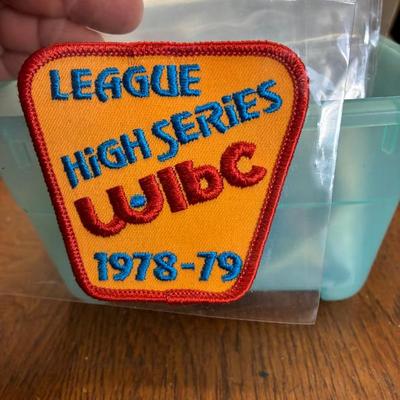 LEAGUE
HiGH SERiES
WIbC
1978-79